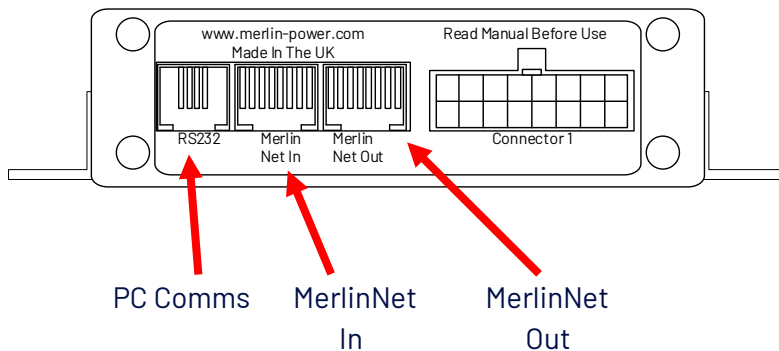 www.merlin-power.com
Made In The UK
Read Manual Before Use
RS232
Merlin
Net In
Merlin
Net Out
Connector 1
PC Comms
MerlinNet
In
MerlinNet
Out